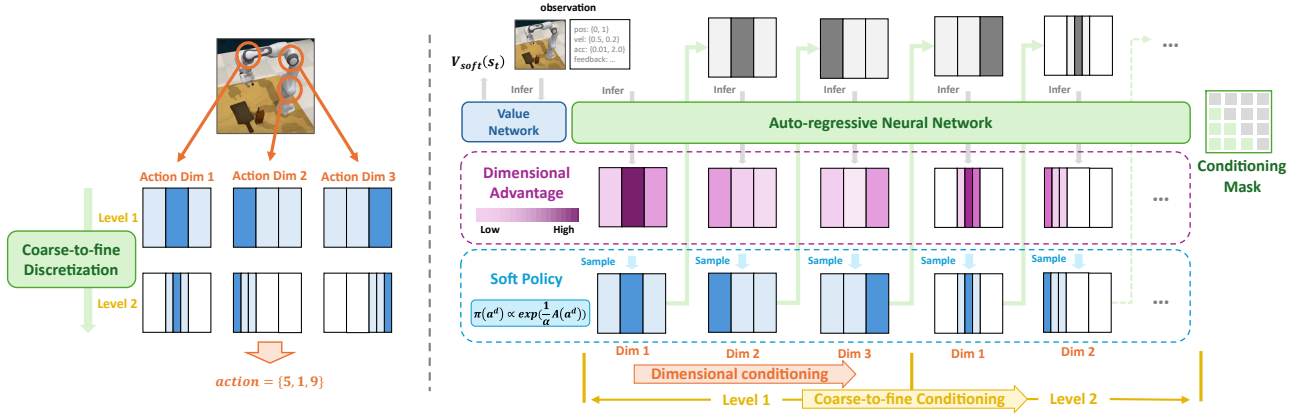 Action Dim 1
Action Dim 2
Action Dim 3
Level 1
Coarse-to-fine
Discretization
Level 2
action = {5, 1, 9}
observation
pos: {0, 1}
vel: {0.5, 0.2}
acc: {0.01, 2.0}
feedback: ...
V_soft(s_t)
Infer
Infer
Infer
Infer
Infer
Infer
...
Value
Network
Auto-regressive Neural Network
Conditioning
Mask
Dimensional
Advantage
Low
High
...
Sample
Sample
Sample
Sample
Sample
Soft Policy
π(a^d) ∝ exp(1/α A(a^d))
...
Dim 1
Dim 2
Dim 3
Dim 1
Dim 2
Dimensional conditioning
Level 1
Coarse-to-fine Conditioning
Level 2